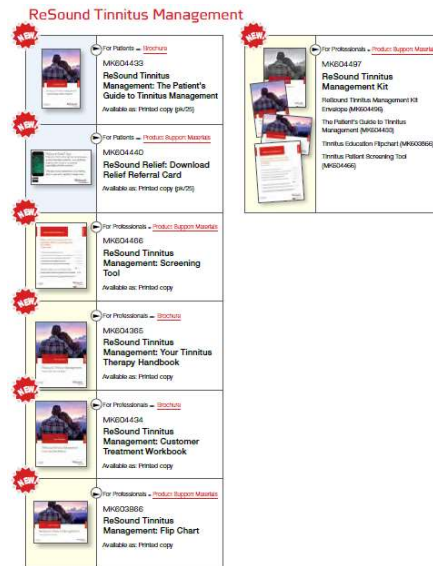 ReSound Tinnitus Management
NEW!
For Patients – Brochure
MK604433
ReSound Tinnitus
Management: The Patient's
Guide to Tinnitus Management
Available as: Printed copy (pk/25)
NEW!
For Patients – Product Support Materials
MK604440
ReSound Relief: Download
Relief Referral Card
Available as: Printed copy (pk/25)
NEW!
For Professionals – Product Support Materials
MK604466
ReSound Tinnitus
Management: Screening
Tool
Available as: Printed copy
NEW!
For Professionals – Brochure
MK604365
ReSound Tinnitus
Management: Your Tinnitus
Therapy Handbook
Available as: Printed copy
NEW!
For Professionals – Brochure
MK604434
ReSound Tinnitus
Management: Customer
Treatment Workbook
Available as: Printed copy
NEW!
For Professionals - Product Support Materials
MK603866
ReSound Tinnitus
Management: Flip Chart
Available as: Printed copy
NEW!
For Professionals - Product Support Materials
MK604497
ReSound Tinnitus
Management Kit
ReSound Tinnitus Management Kit
Envelope (MK604496)
The Patient's Guide to Tinnitus
Management (MK604433)
Tinnitus Education Flipchart (MK603866)
Tinnitus Patient Screening Tool
(MK604466)